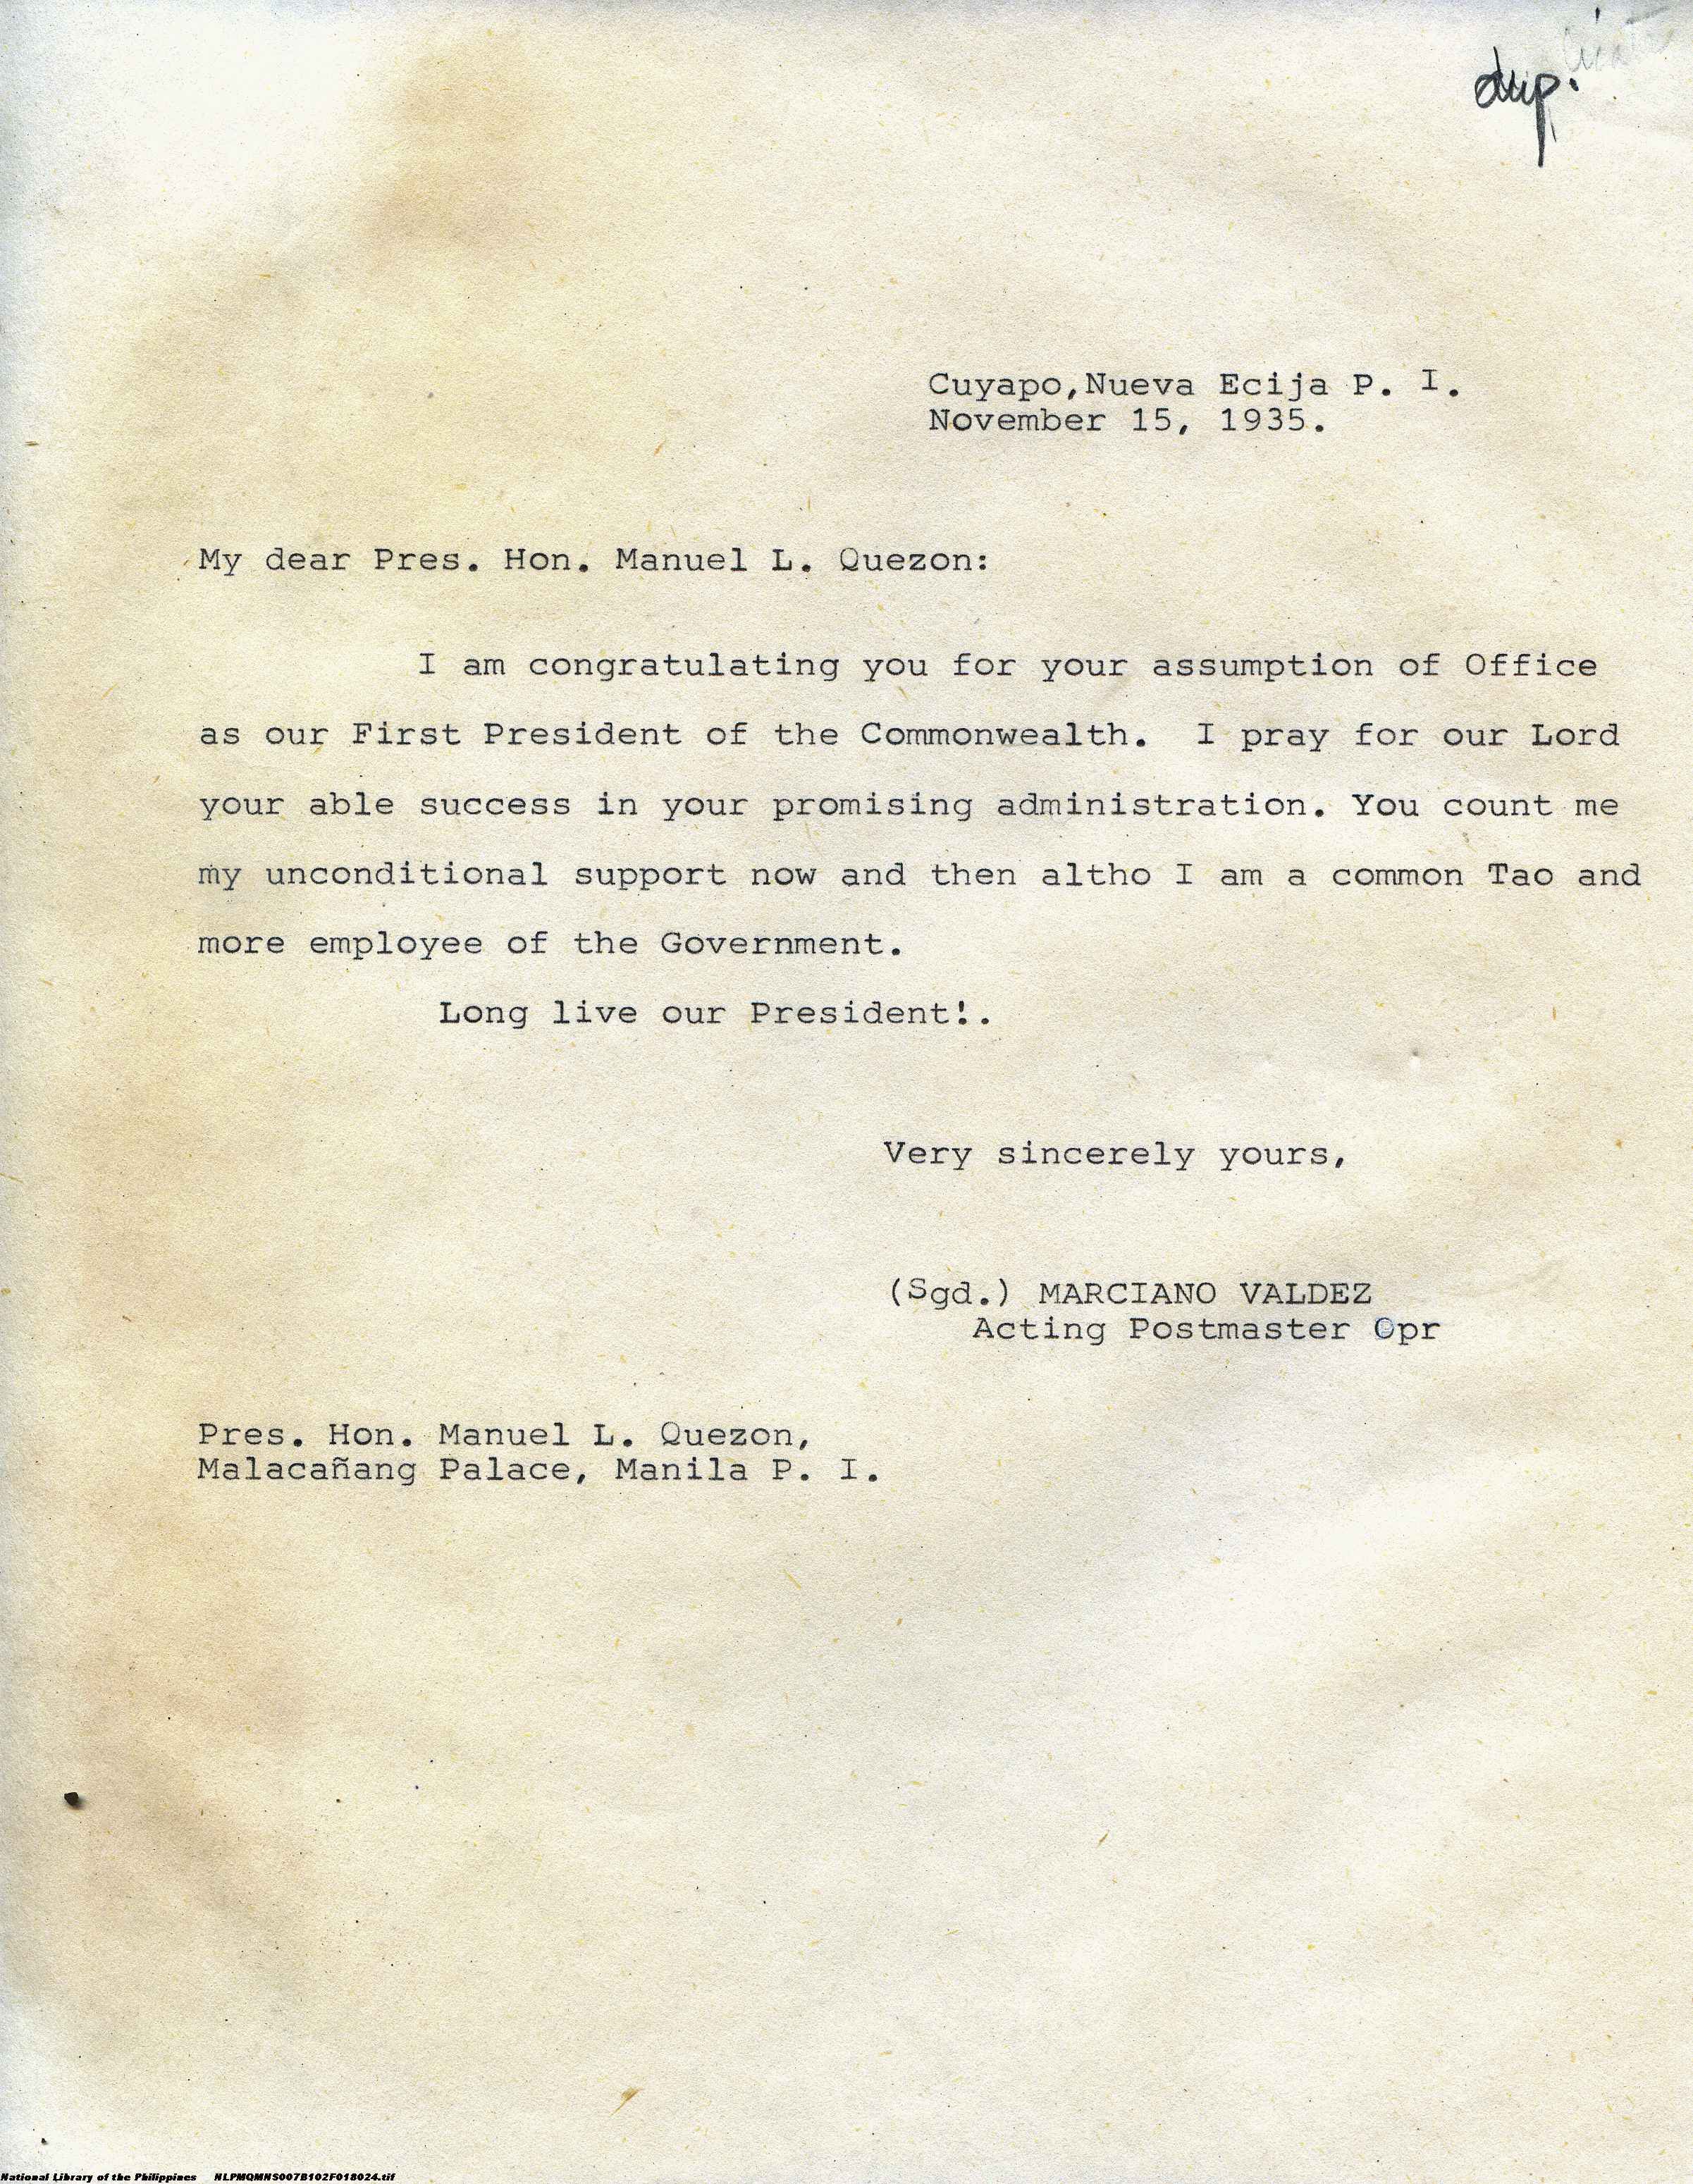 dup.
Cuyapo,Nueva Ecija P. I.
November 15, 1935.
My dear Pres. Hon. Manuel L. Quezon:
I am congratulating you for your assumption of Office
as our First President of the Commonwealth. I pray for our Lord
your able success in your promising administration. You count me
my unconditional support now and then altho I am a common Tao and
more employee of the Government.
Long live our President!.
Very sincerely yours,
(Sgd.) MARCIANO VALDEZ
Acting Postmaster Opr
Pres. Hon. Manuel L. Quezon,
Malacañang Palace, Manila P. I.
National Library of the Philippines NLPMQMNS007B102F018024.tif